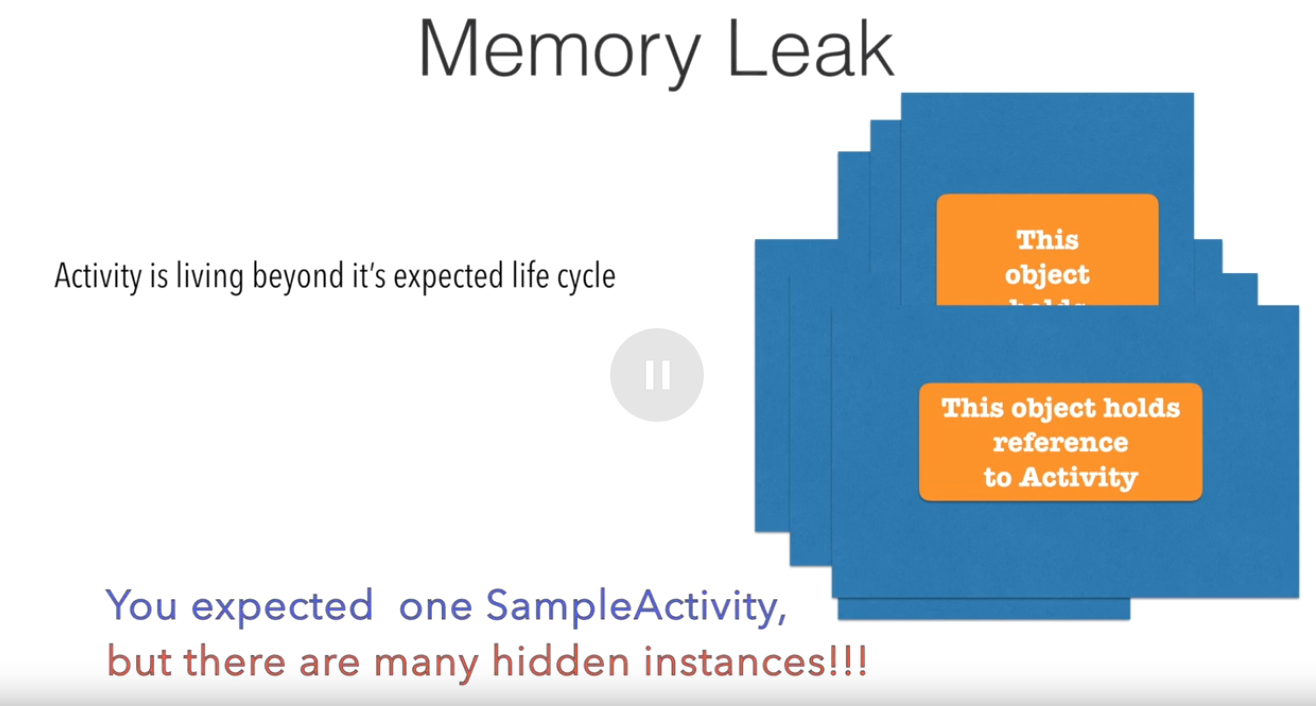 Memory Leak
Activity is living beyond it's expected life cycle
This
object
This object holds
reference
to Activity
You expected one SampleActivity,
but there are many hidden instances!!!